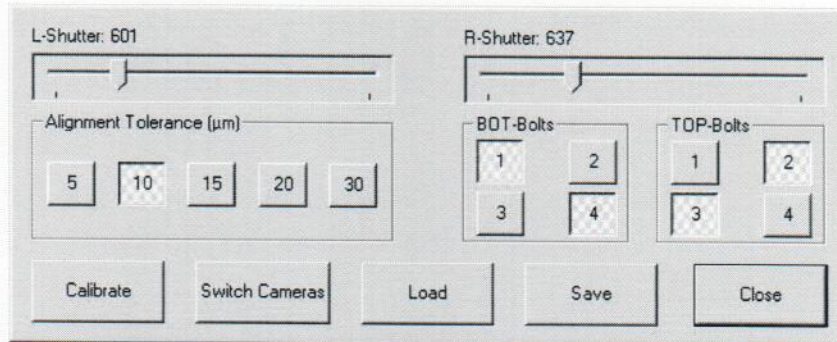 L-Shutter: 601 R-Shutter: 637
Alignment Tolerance (µm) BOT-Bolts TOP-Bolts
5 10 15 20 30 1 2 1 2
3 4 3 4
Calibrate Switch Cameras Load Save Close